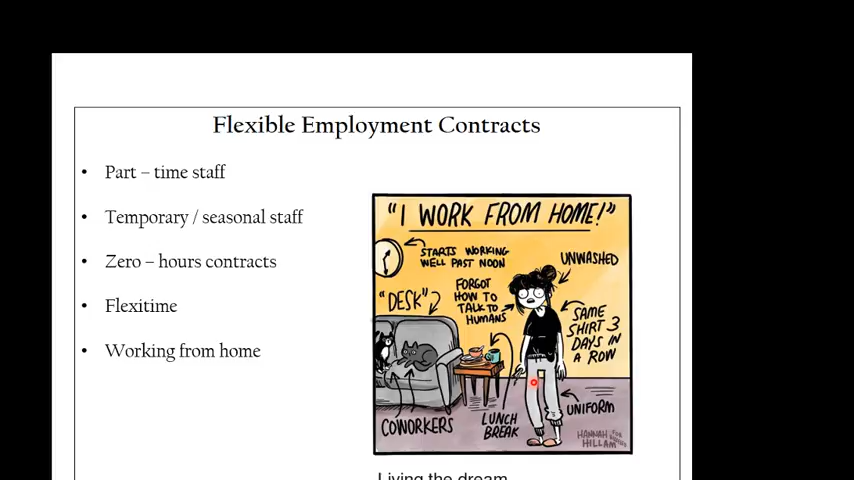 Flexible Employment Contracts
• Part – time staff
• Temporary / seasonal staff
• Zero – hours contracts
• Flexitime
• Working from home
"I WORK FROM HOME!"
STARTS WORKING
WELL PAST NOON
UNWASHED
"DESK"
FORGOT
HOW TO
TALK TO
HUMANS
SAME
SHIRT 3
DAYS IN
A ROW
COWORKERS
LUNCH
BREAK
UNIFORM
HANNAH
HILLAM
Living the dream